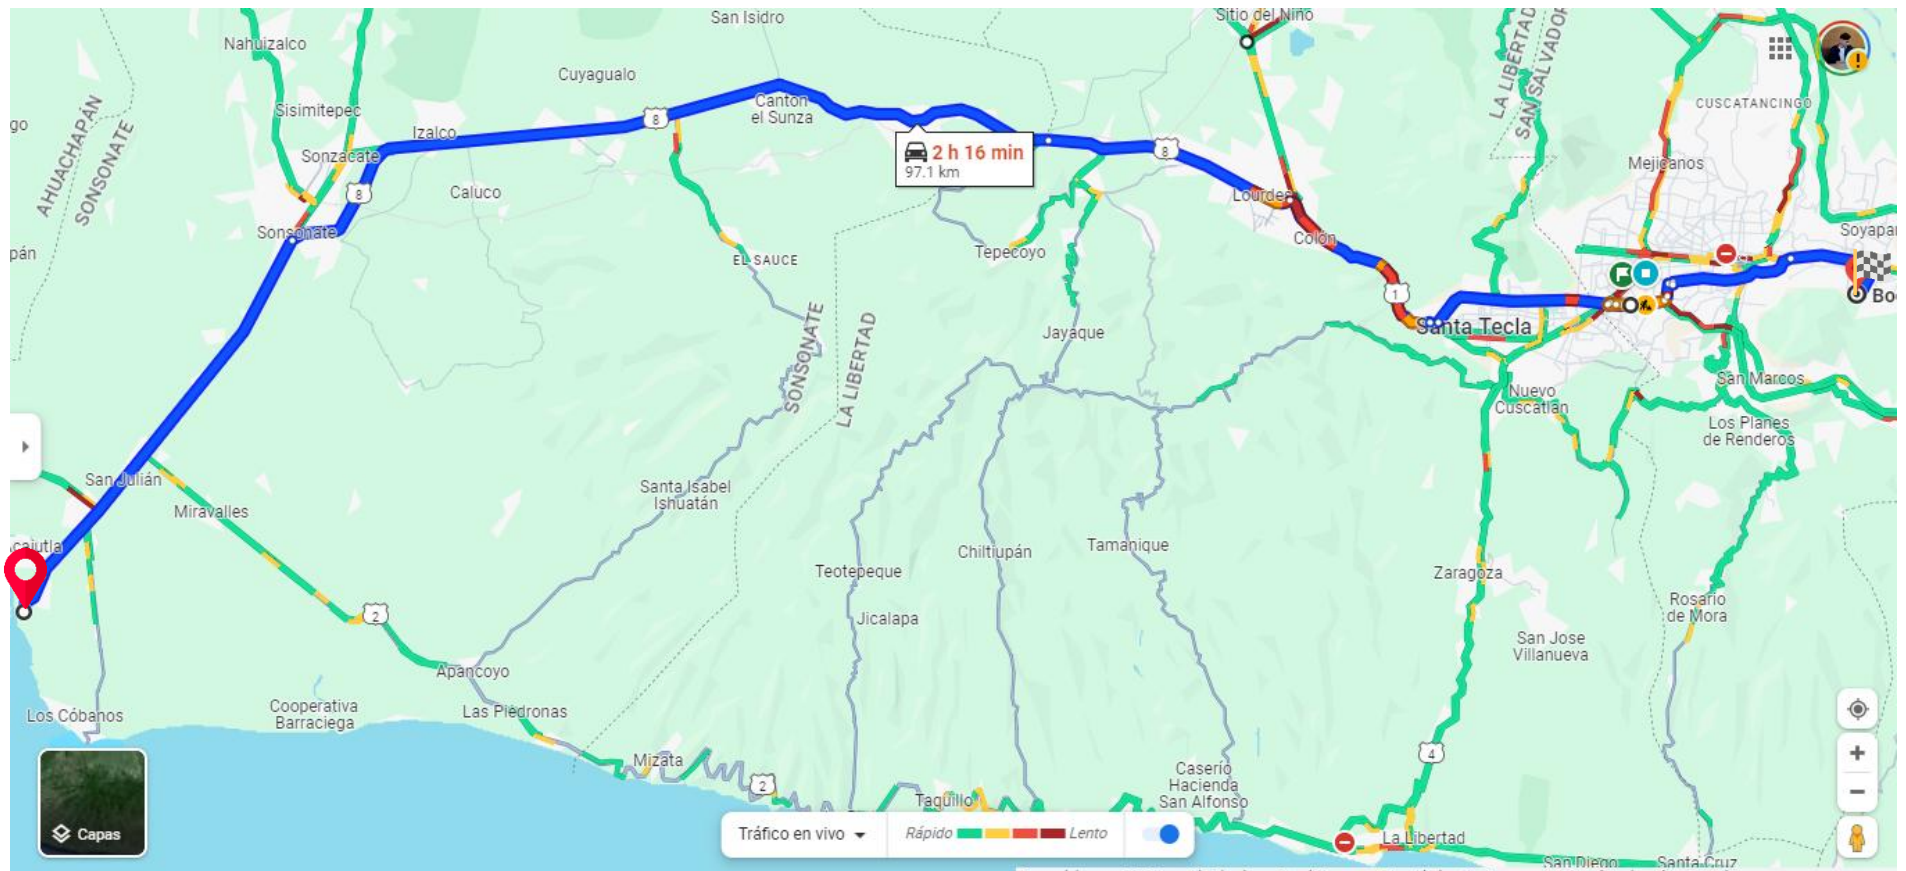 San Isidro
Sitio del Niño
LA LIBERTAD
SAN SALVADOR
Nahuizalco
Cuyagualo
AHUACHAPÁN
SONSONATE
Sisimitepec
Canton
el Sunza
CUSCATANCINGO
go
Izalco
8
Sonzacate
2 h 16 min
97.1 km
8
Mejicanos
8
Caluco
Lourdes
Sonsonate
Colón
Soyapa
pán
EL SAUCE
Tepecoyo
1
Boc
SONSONATE
LA LIBERTAD
Jayaque
Santa Tecla
San Marcos
Nuevo
Cuscatlán
Los Planes
de Renderos
San Julián
Miravalles
Santa Isabel
Ishuatán
cajutla
Chiltiupán
Tamanique
Teotepeque
Zaragoza
2
Jicalapa
Rosario
de Mora
San Jose
Villanueva
Apancoyo
Los Cóbanos
Cooperativa
Barraciega
Las Piedronas
4
Mizata
2
Caserío
Hacienda
San Alfonso
Taquillo
Capas
Tráfico en vivo
Rápido
Lento
La Libertad
San Diego
Santa Cruz